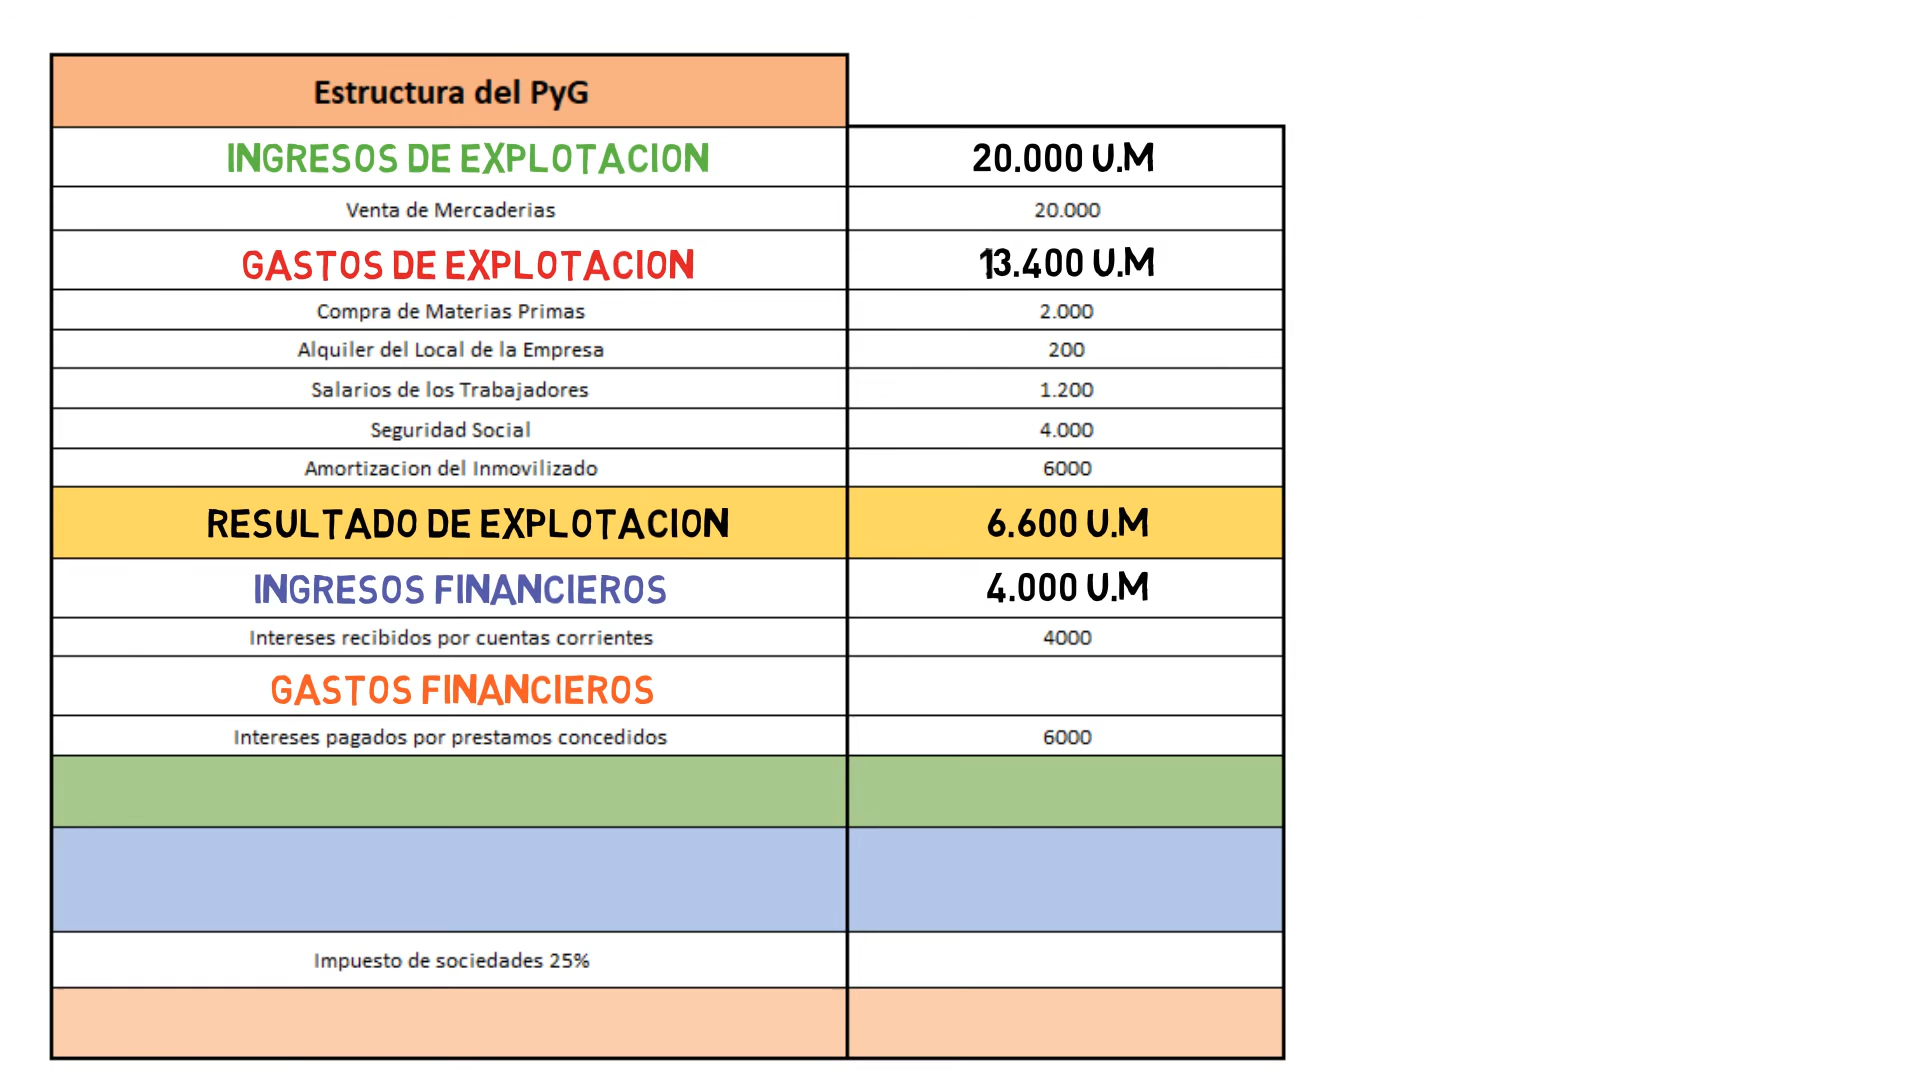 Estructura del PyG
INGRESOS DE EXPLOTACION 20.000 U.M
Venta de Mercaderias 20.000
GASTOS DE EXPLOTACION 13.400 U.M
Compra de Materias Primas 2.000
Alquiler del Local de la Empresa 200
Salarios de los Trabajadores 1.200
Seguridad Social 4.000
Amortizacion del Inmovilizado 6000
RESULTADO DE EXPLOTACION 6.600 U.M
INGRESOS FINANCIEROS 4.000 U.M
Intereses recibidos por cuentas corrientes 4000
GASTOS FINANCIEROS
Intereses pagados por prestamos concedidos 6000
Impuesto de sociedades 25%